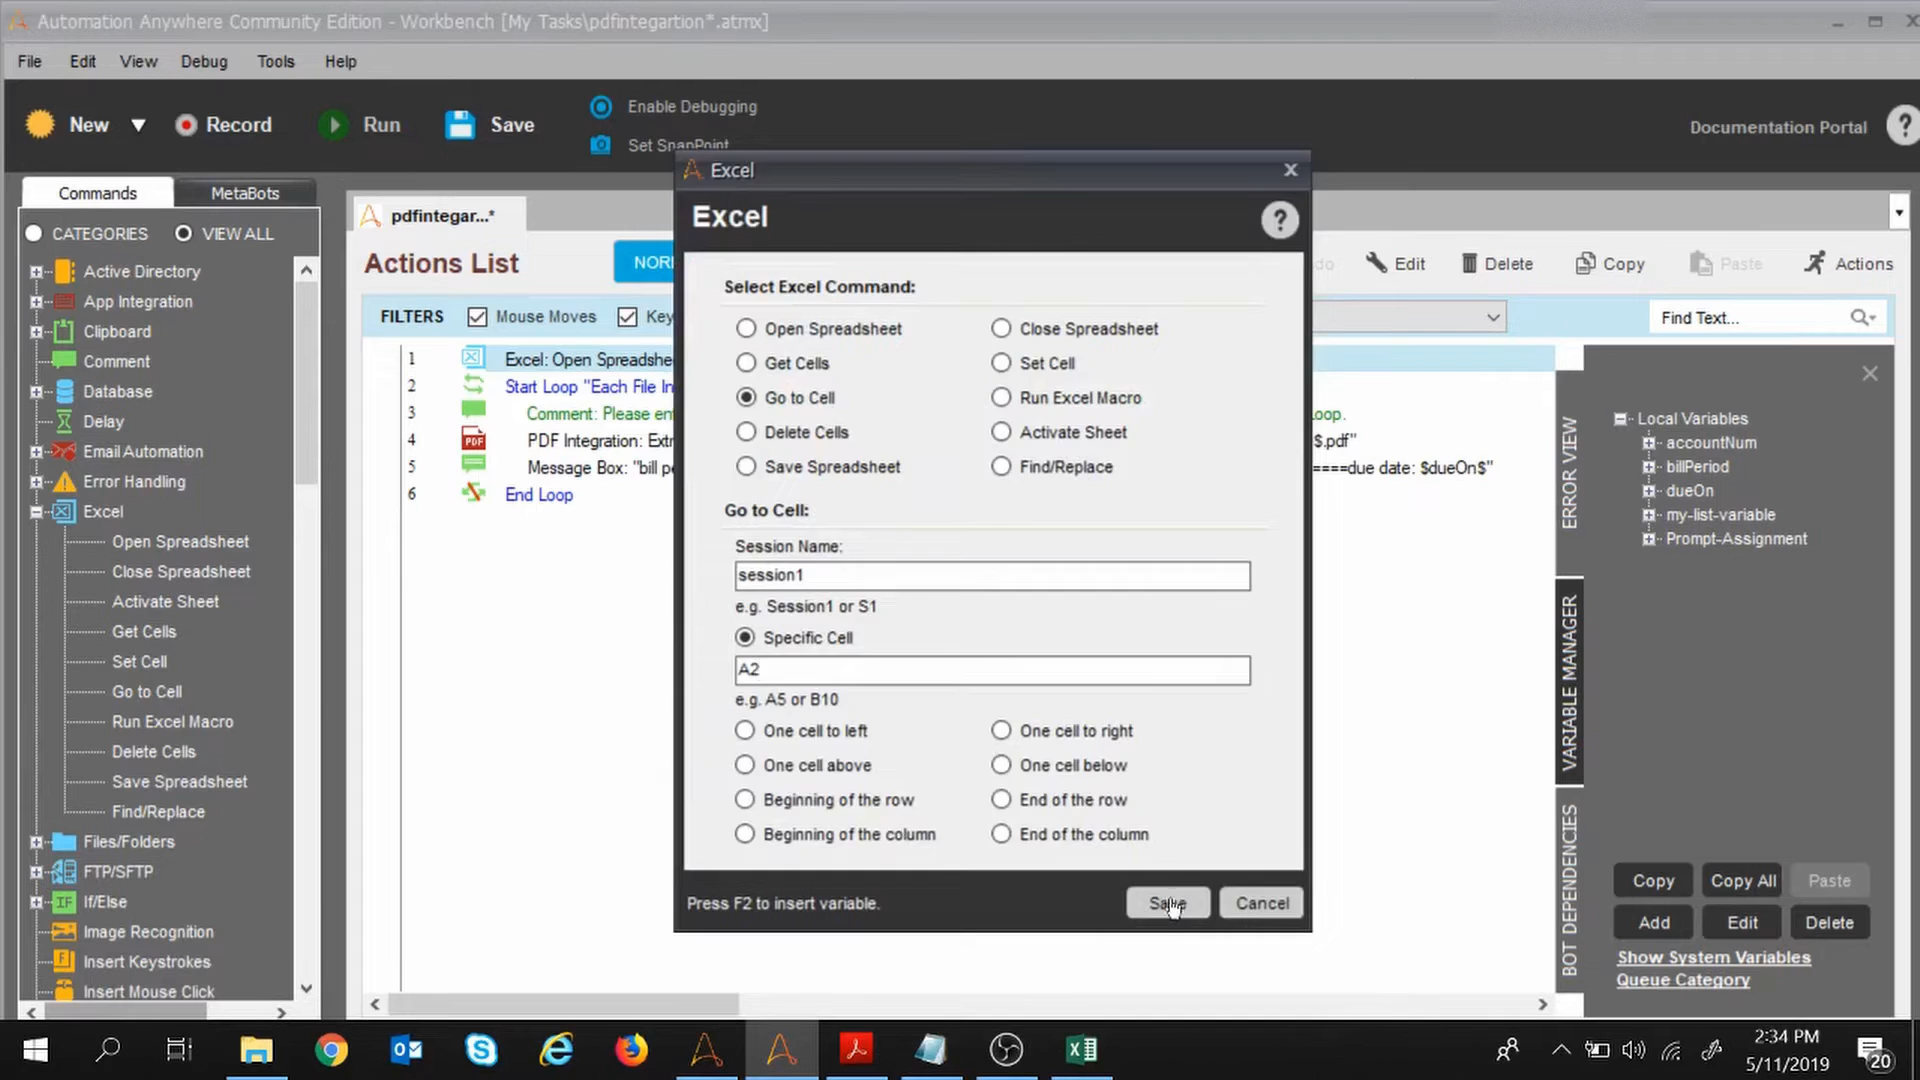 Automation Anywhere Community Edition - Workbench [My Tasks\pdfintegartion*.atmx]
File Edit View Debug Tools Help
New Record Run Save
Enable Debugging
Set SnapPoint
Documentation Portal ?
Commands MetaBots
CATEGORIES VIEW ALL
Active Directory
App Integration
Clipboard
Comment
Database
Delay
Email Automation
Error Handling
Excel
Open Spreadsheet
Close Spreadsheet
Activate Sheet
Get Cells
Set Cell
Go to Cell
Run Excel Macro
Delete Cells
Save Spreadsheet
Find/Replace
Files/Folders
FTP/SFTP
If/Else
Image Recognition
Insert Keystrokes
Insert Mouse Click
pdfintegar...*
Actions List
NOR
Edit Delete Copy Paste Actions
FILTERS Mouse Moves Key
Find Text...
1 Excel: Open Spreadshe
2 Start Loop "Each File In
3 Comment: Please en loop.
4 PDF Integration: Extr $.pdf"
5 Message Box: "bill pe ====due date: $dueOn$"
6 End Loop
Excel
Excel ?
Select Excel Command:
Open Spreadsheet Close Spreadsheet
Get Cells Set Cell
Go to Cell Run Excel Macro
Delete Cells Activate Sheet
Save Spreadsheet Find/Replace
Go to Cell:
Session Name:
session1
e.g. Session1 or S1
Specific Cell
A2
e.g. A5 or B10
One cell to left One cell to right
One cell above One cell below
Beginning of the row End of the row
Beginning of the column End of the column
Press F2 to insert variable. Save Cancel
ERROR VIEW
VARIABLE MANAGER
BOT DEPENDENCIES
Local Variables
accountNum
billPeriod
dueOn
my-list-variable
Prompt-Assignment
Copy Copy All Paste
Add Edit Delete
Show System Variables
Queue Category
2:34 PM
5/11/2019
20